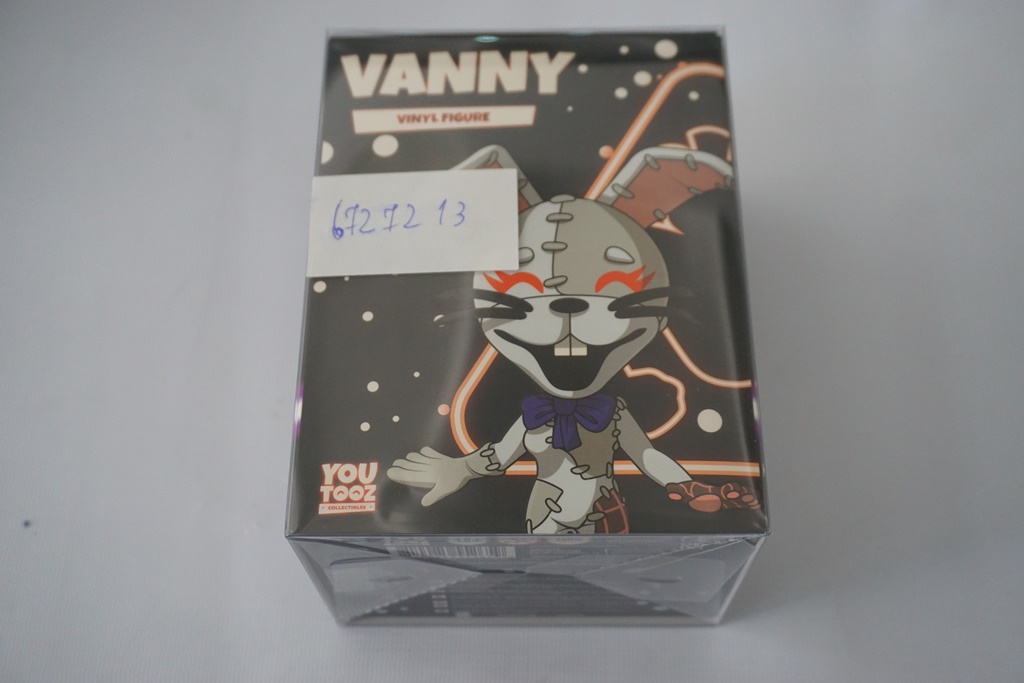 VANNY
VINYL FIGURE
6727213
YOU
TOOZ
COLLECTIBLES